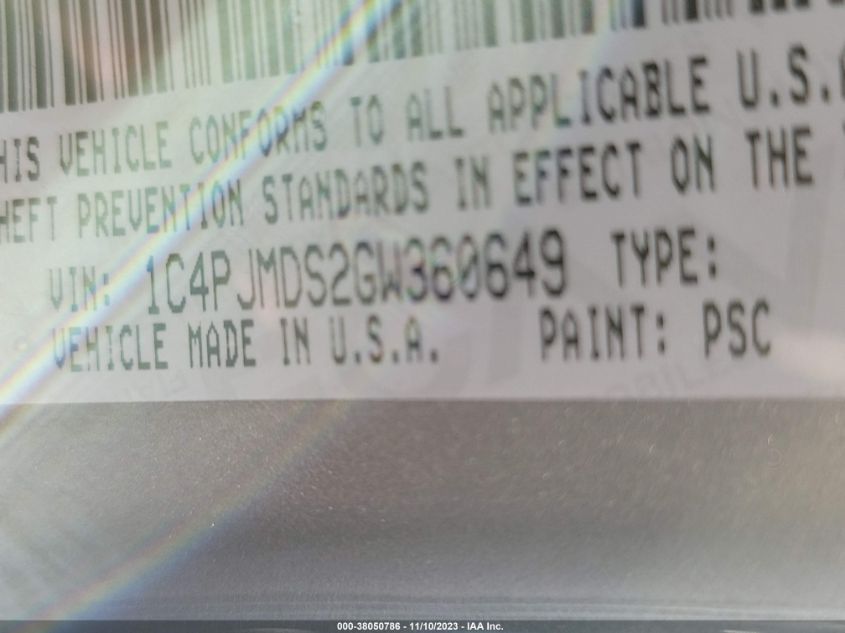 HIS VEHICLE CONFORMS TO ALL APPLICABLE U.S.
HEFT PREVENTION STANDARDS IN EFFECT ON THE
VIN: 1C4PJMDS2GW360649 TYPE:
VEHICLE MADE IN U.S.A. PAINT: PSC
000-38050786 - 11/10/2023 - IAA Inc.